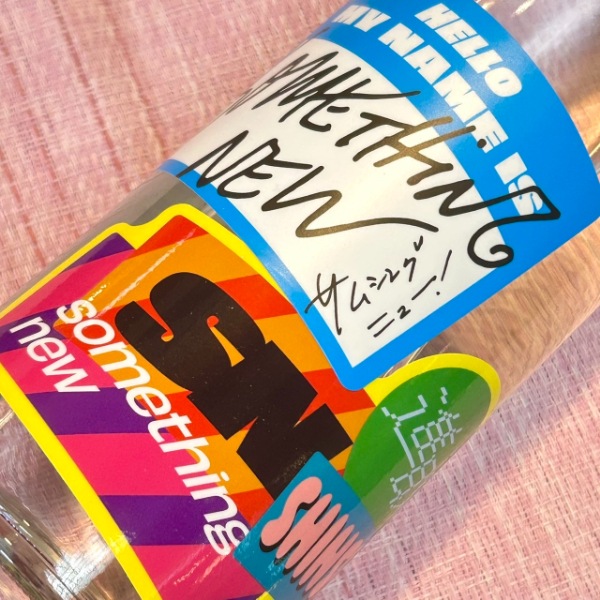 HELLO
MY NAME IS
SOMETHING
NEW
サムシング
ニュー!
SN
something
new